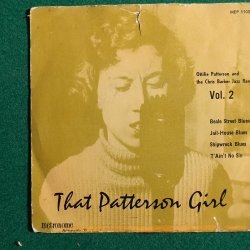 Ottilie Patterson and
the Chris Barber Jazz Ban
Vol. 2
Beale Street Blues
Jail-House Blues
Shipwreck Blues
T'Ain't No Sin
That Patterson Girl
metronome